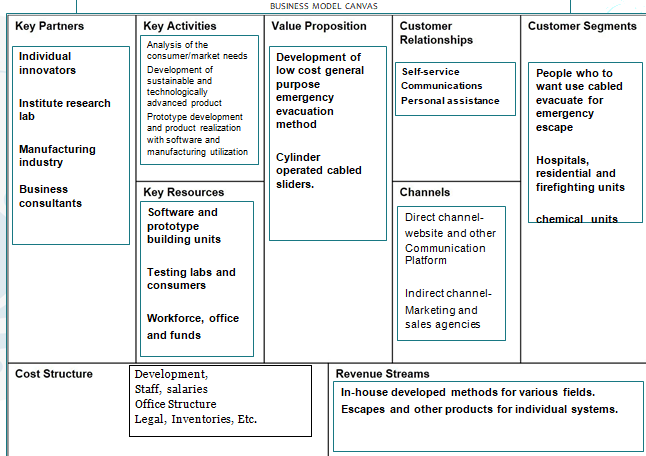 BUSINESS MODEL CANVAS
Key Partners
Individual
innovators
Institute research
lab
Manufacturing
industry
Business
consultants
Key Activities
Analysis of the
consumer/market needs
Development of
sustainable and
technologically
advanced product
Prototype development
and product realization
with software and
manufacturing utilization
Key Resources
Software and
prototype
building units
Testing labs and
consumers
Workforce, office
and funds
Value Proposition
Development of
low cost general
purpose
emergency
evacuation
method
Cylinder
operated cabled
sliders.
Customer
Relationships
Self-service
Communications
Personal assistance
Channels
Direct channel-
website and other
Communication
Platform
Indirect channel-
Marketing and
sales agencies
Customer Segments
People who to
want use cabled
evacuate for
emergency
escape
Hospitals,
residential and
firefighting units
chemical units
Cost Structure
Development,
Staff, salaries
Office Structure
Legal, Inventories, Etc.
Revenue Streams
In-house developed methods for various fields.
Escapes and other products for individual systems.